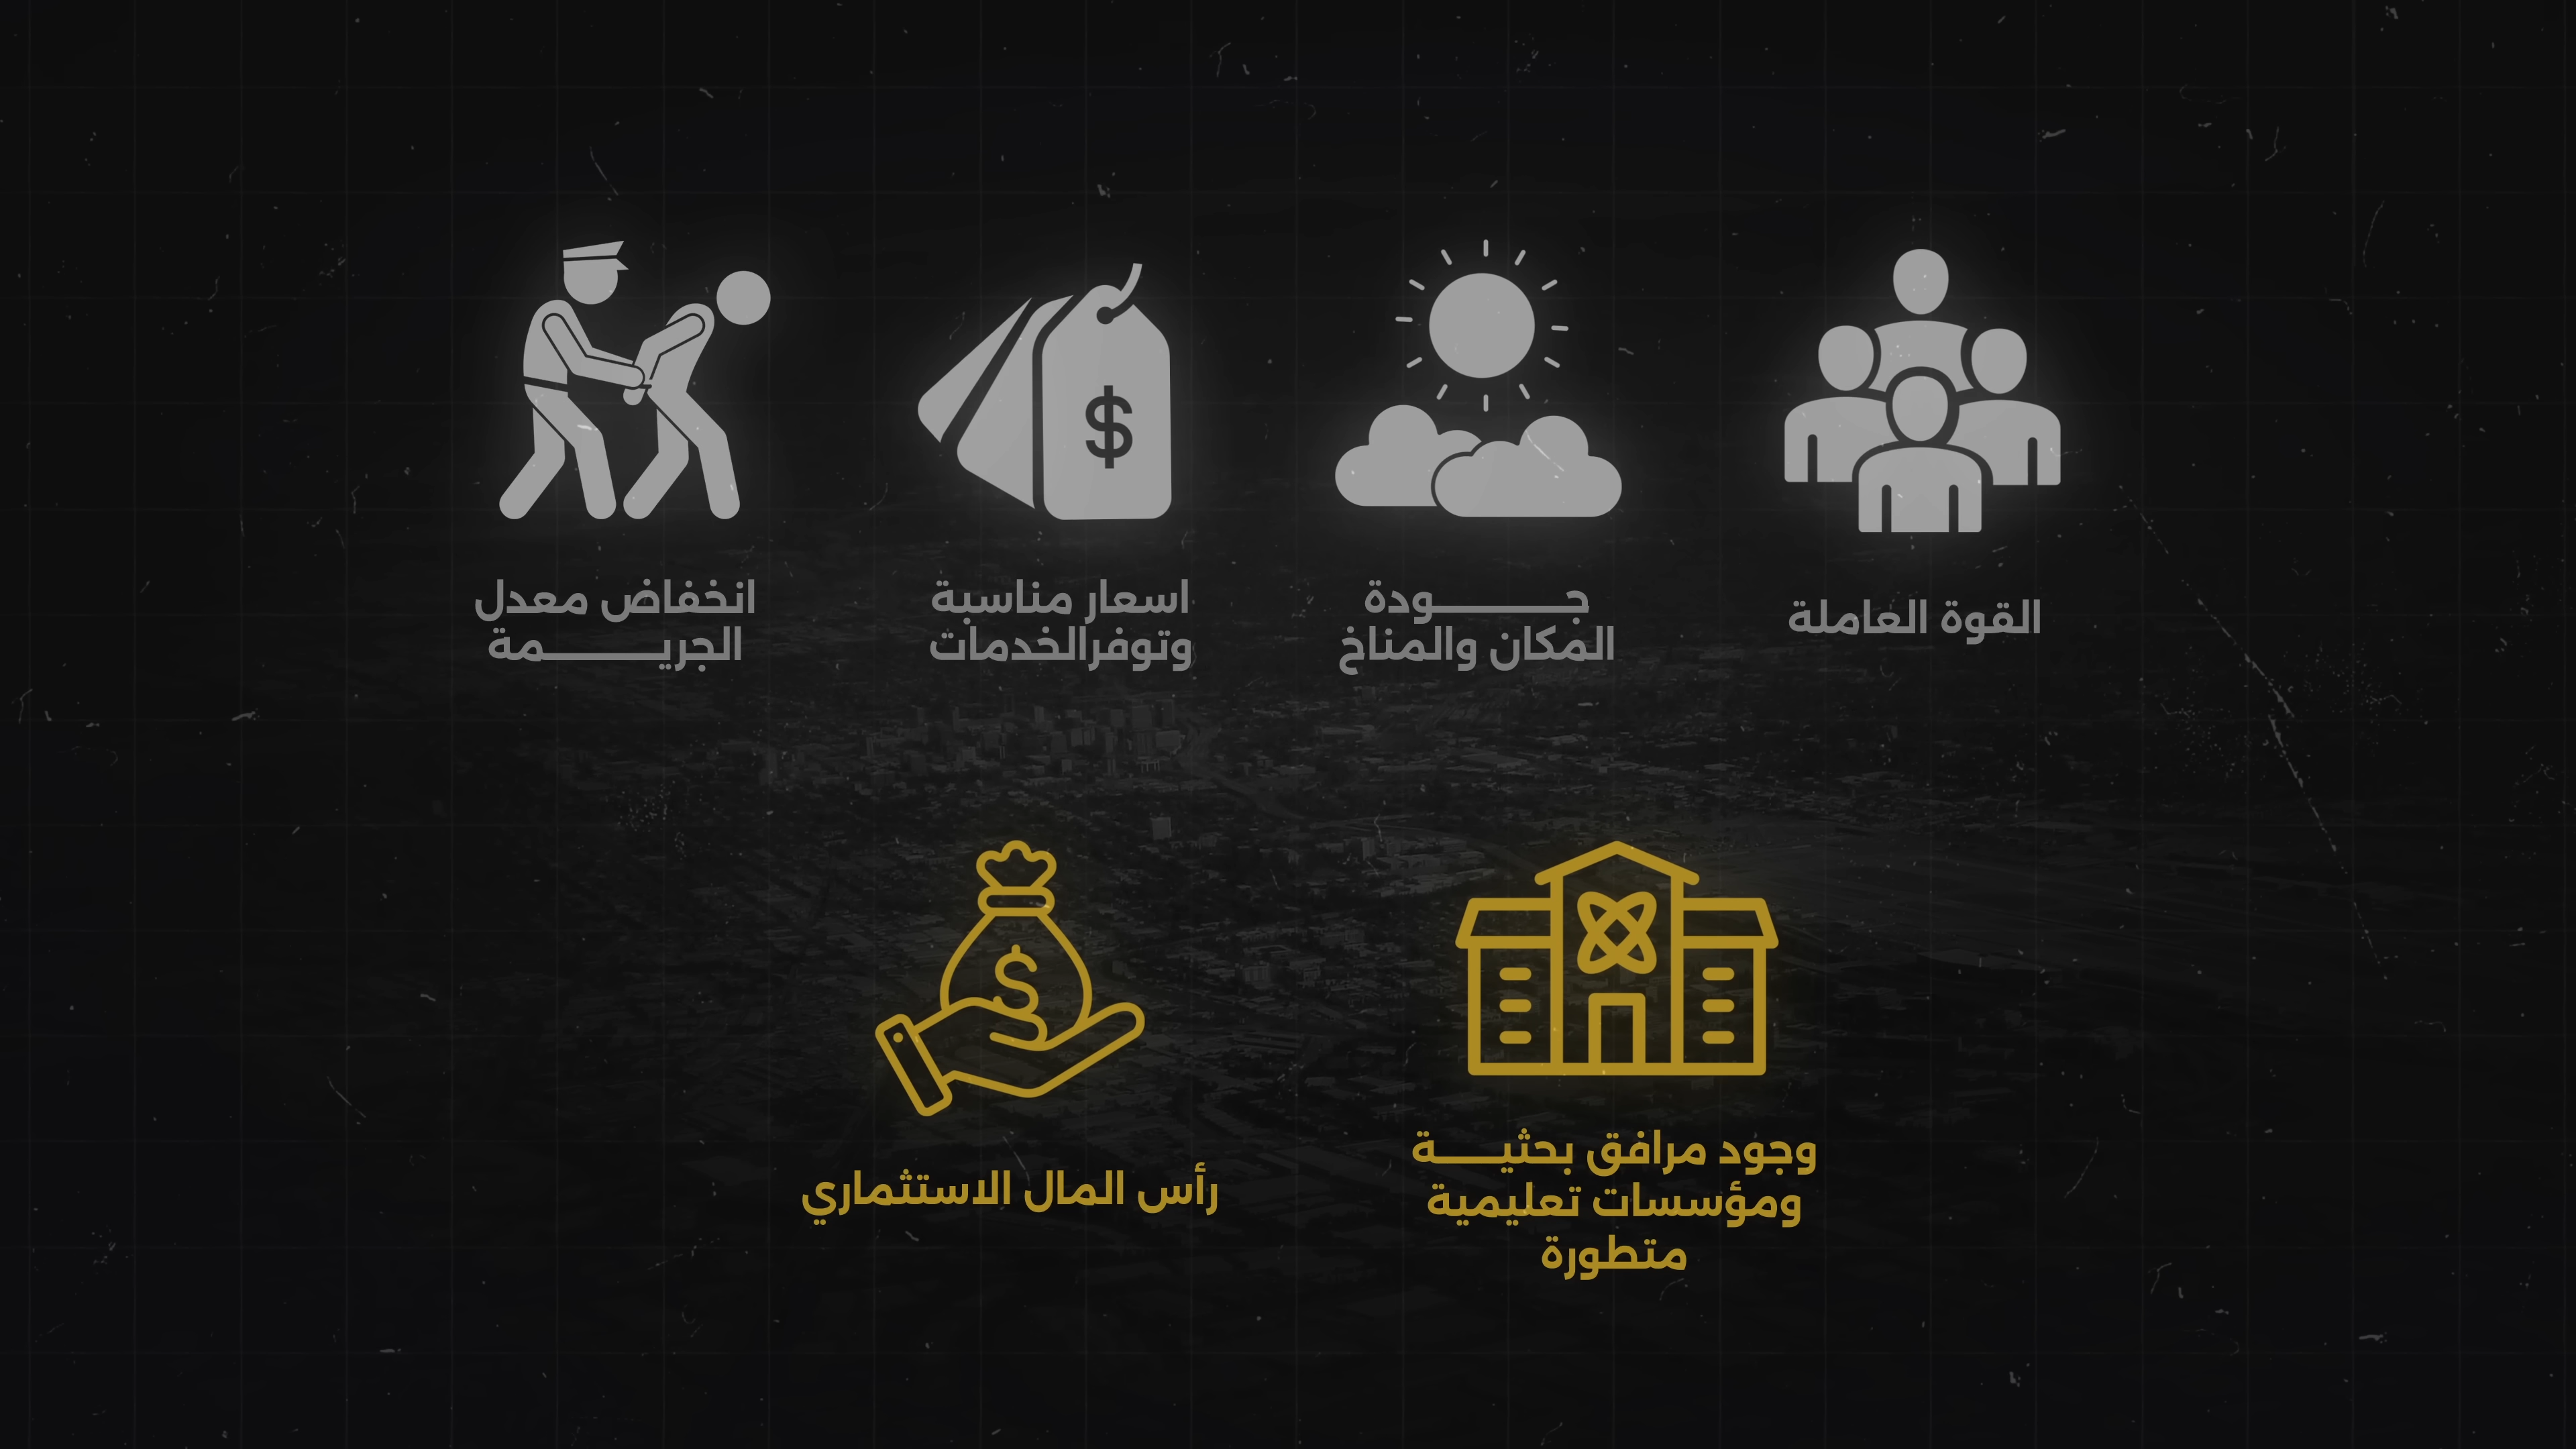 القوة العاملة
جـــــودة
المكان والمناخ
اسعار مناسبة
وتوفرالخدمات
انخفاض معدل
الجريـــــمة
وجود مرافق بحثيـــة
ومؤسسات تعليمية
متطورة
رأس المال الاستثماري
$
$